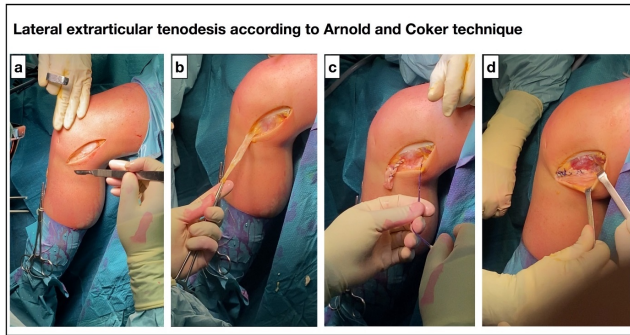 Lateral extrarticular tenodesis according to Arnold and Coker technique
a
b
c
d